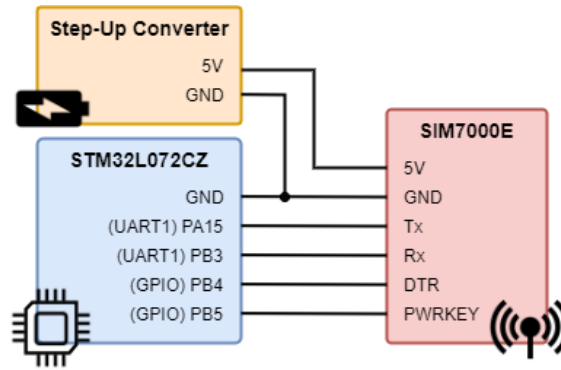 Step-Up Converter
5V
GND
STM32L072CZ
GND
(UART1) PA15
(UART1) PB3
(GPIO) PB4
(GPIO) PB5
SIM7000E
5V
GND
Tx
Rx
DTR
PWRKEY